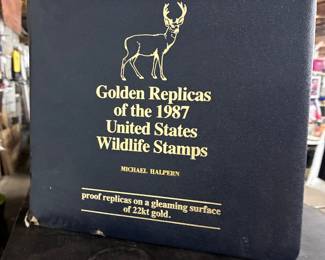 Golden Replicas
of the 1987
United States
Wildlife Stamps
MICHAEL HALPERN
proof replicas on a gleaming surface
of 22kt gold.